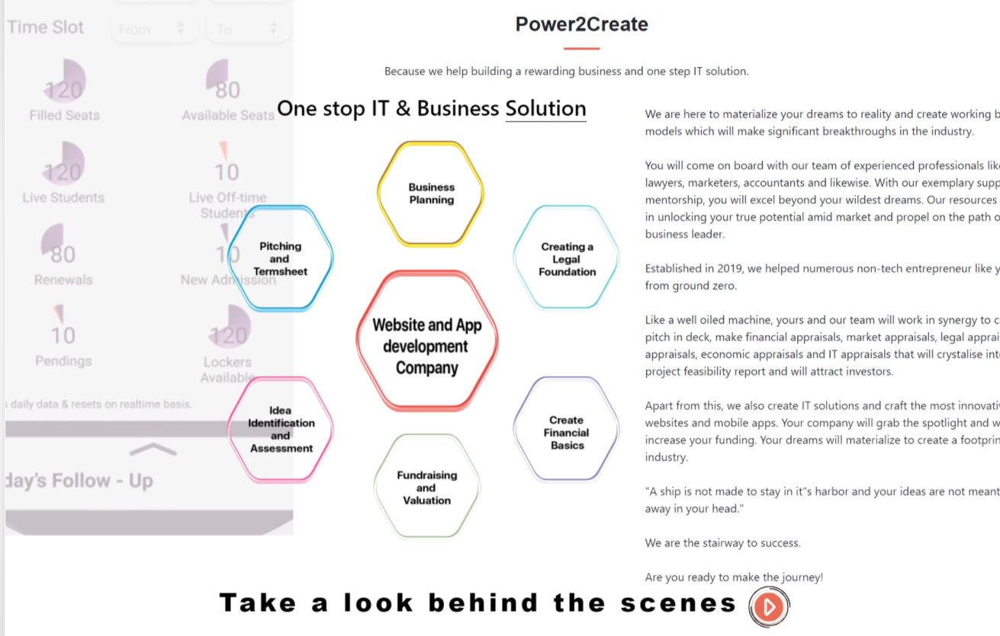 Time Slot
From
To
120
Filled Seats
80
Available Seats
120
Live Students
10
Live Off-time
Students
80
Renewals
10
New Admission
10
Pendings
120
Lockers
Available
daily data & resets on realtime basis.
day's Follow - Up
Power2Create
Because we help building a rewarding business and one step IT solution.
One stop IT & Business Solution
Business
Planning
Pitching
and
Termsheet
Creating a
Legal
Foundation
Website and App
development
Company
Idea
Identification
and
Assessment
Create
Financial
Basics
Fundraising
and
Valuation
We are here to materialize your dreams to reality and create working
models which will make significant breakthroughs in the industry.
You will come on board with our team of experienced professionals
lawyers, marketers, accountants and likewise. With our exemplary
mentorship, you will excel beyond your wildest dreams. Our resources
in unlocking your true potential amid market and propel on the path
business leader.
Established in 2019, we helped numerous non-tech entrepreneur like
from ground zero.
Like a well oiled machine, yours and our team will work in synergy to
pitch in deck, make financial appraisals, market appraisals, legal
appraisals, economic appraisals and IT appraisals that will crystalise
project feasibility report and will attract investors.
Apart from this, we also create IT solutions and craft the most
websites and mobile apps. Your company will grab the spotlight and
increase your funding. Your dreams will materialize to create a
industry.
"A ship is not made to stay in it"s harbor and your ideas are not meant
away in your head."
We are the stairway to success.
Are you ready to make the journey!
Take a look behind the scenes